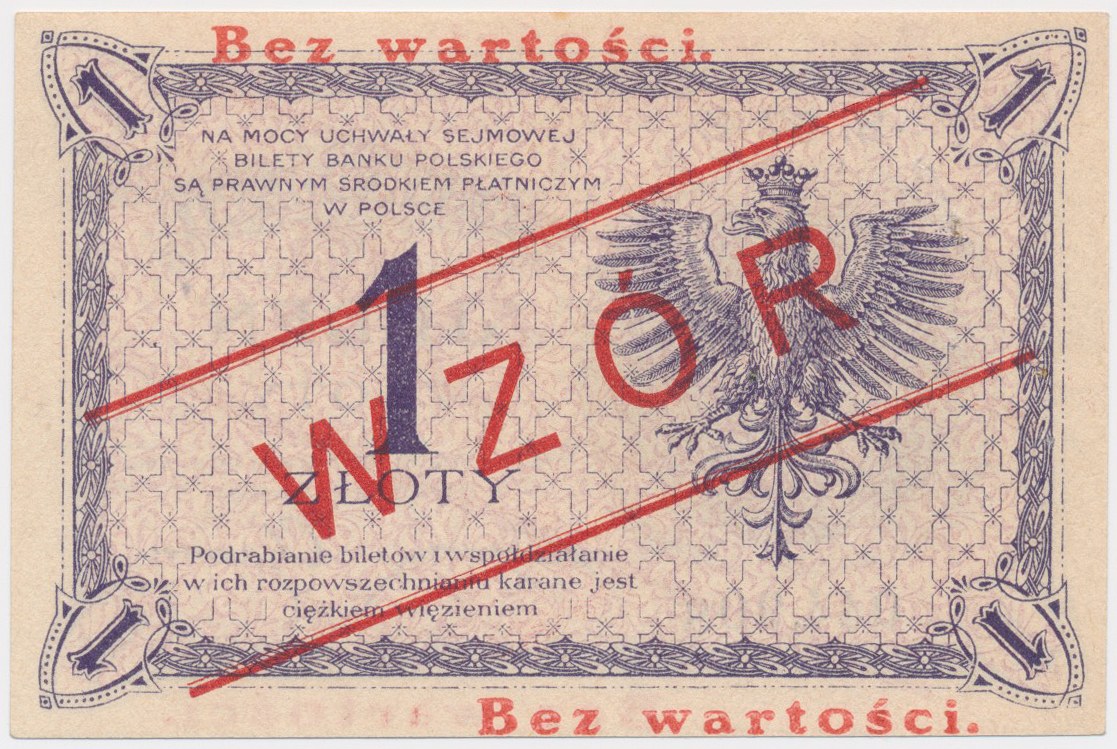 Bez wartości.
1
1
NA MOCY UCHWAŁY SEJMOWEJ
BILETY BANKU POLSKIEGO
SĄ PRAWNYM SRODKIEM PŁATNICZYM
W POLSCE
1
WZÓR
ZŁOTY
Podrabianie biletów i współdziałanie
w ich rozpowszechnianiu karane jest
ciężkiem więzieniem
1
1
Bez wartości.